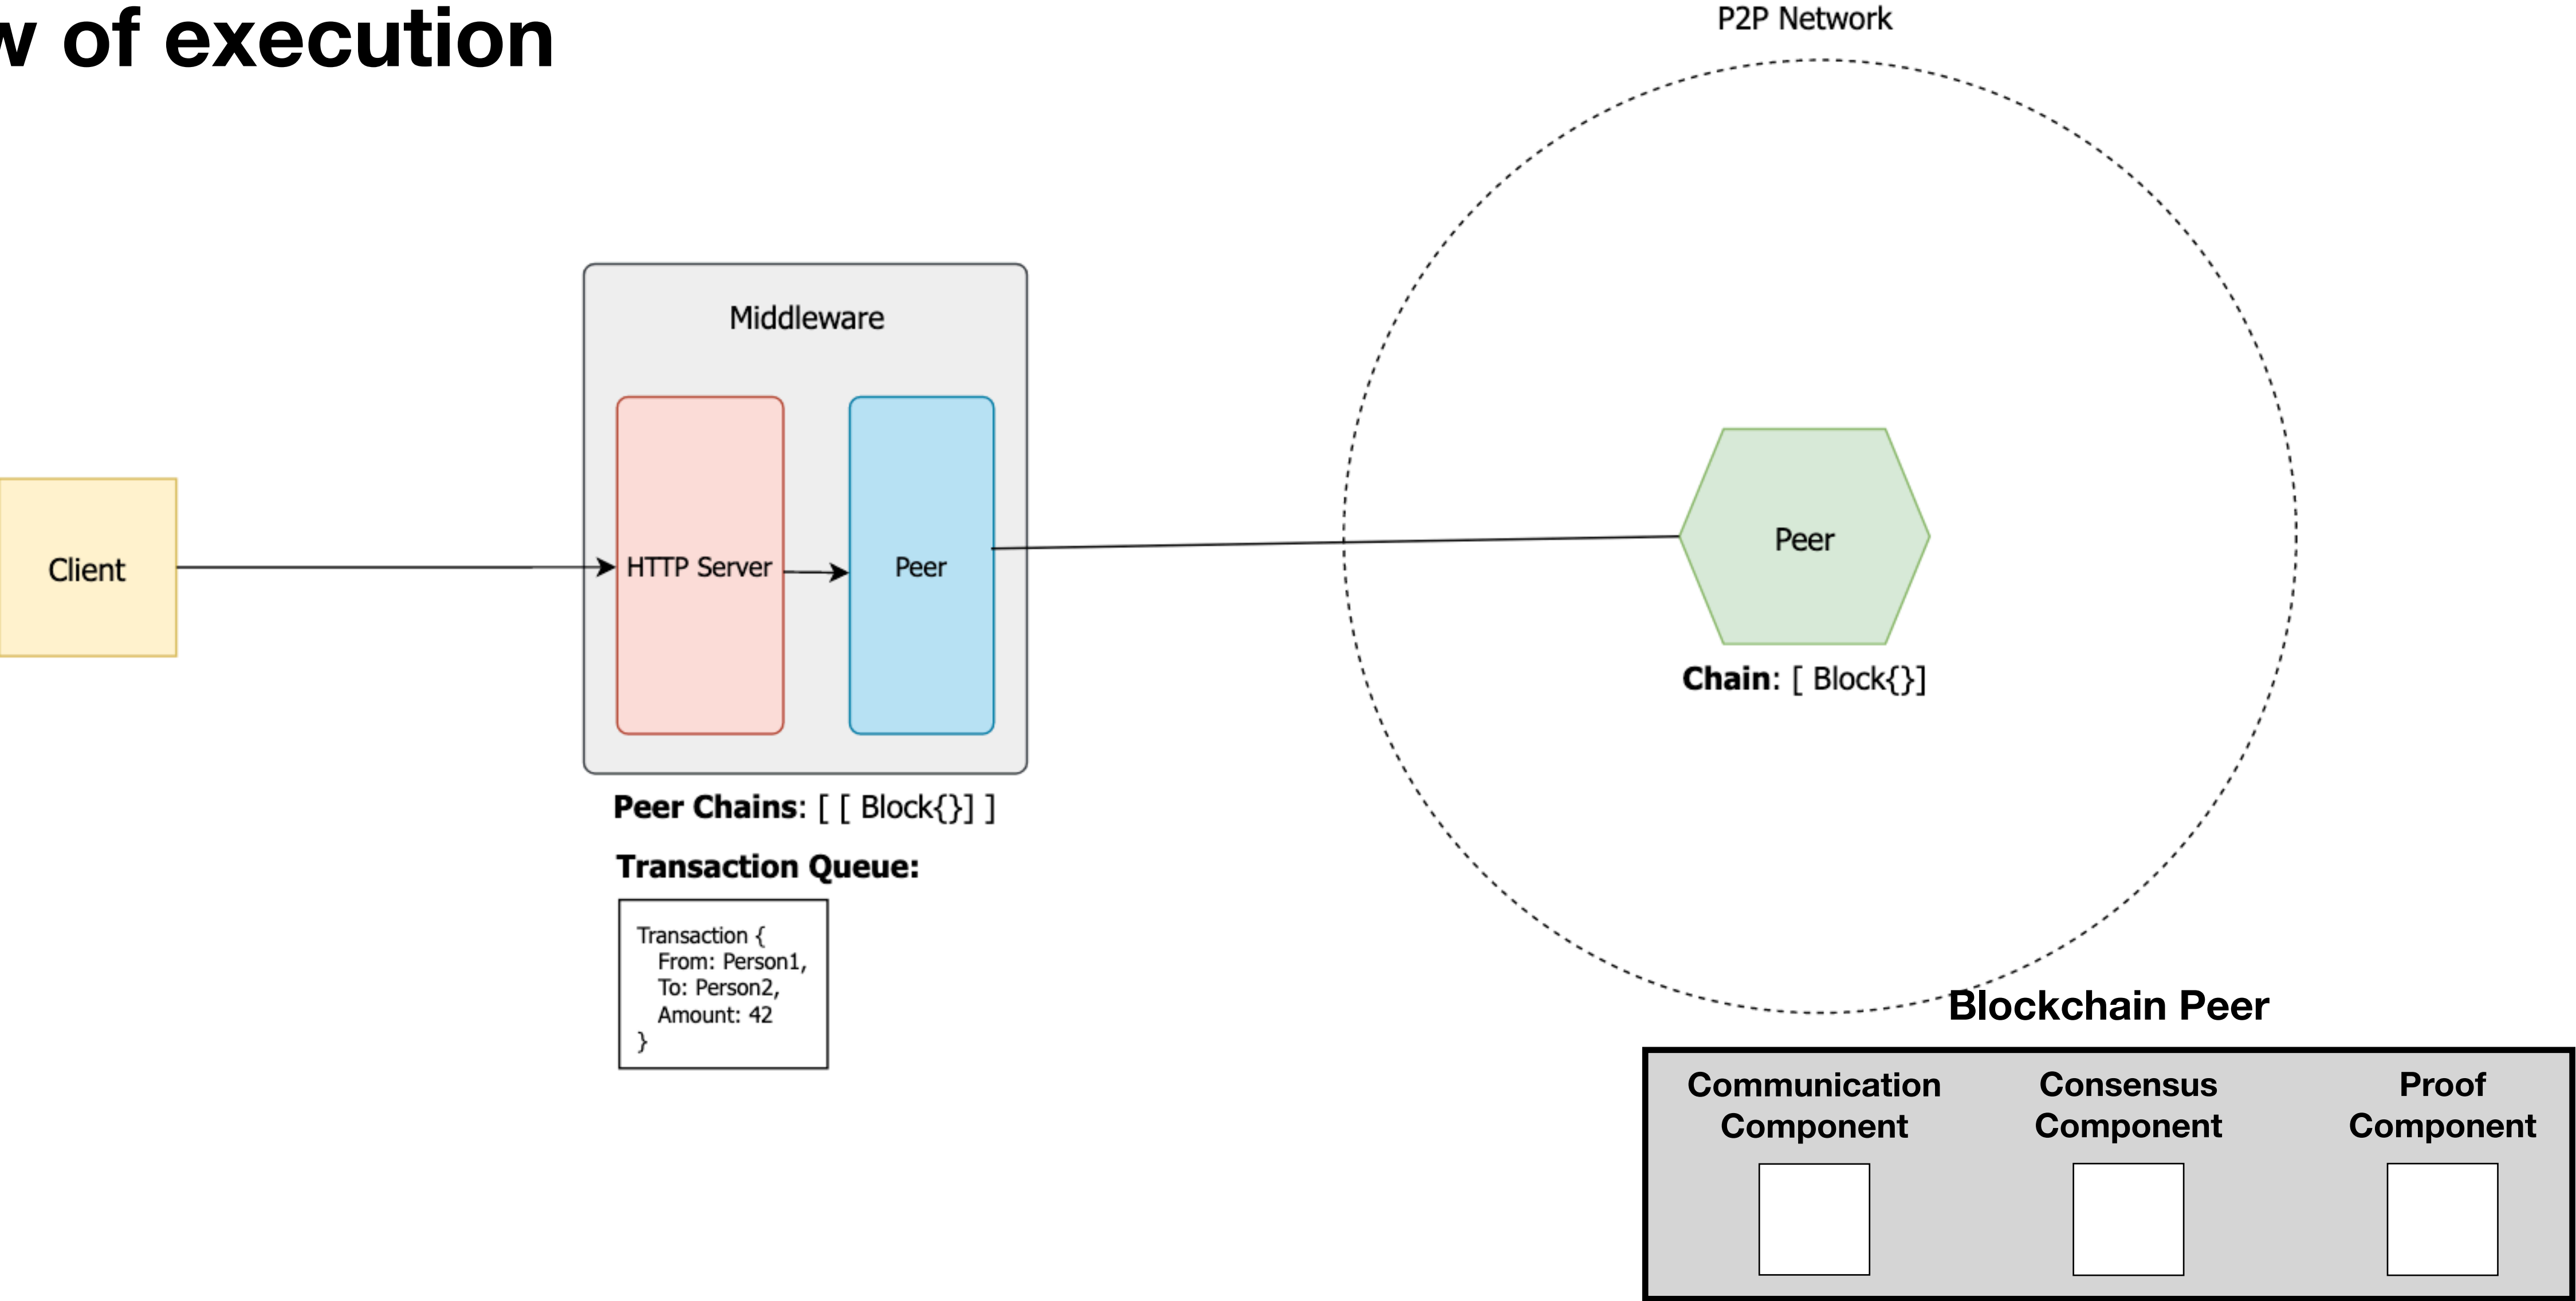 w of execution
P2P Network
Middleware
Client
HTTP Server
Peer
Peer
Chain: [ Block{}]
Peer Chains: [ [ Block{}] ]
Transaction Queue:
Transaction {
From: Person1,
To: Person2,
Amount: 42
}
Blockchain Peer
Communication
Component
Consensus
Component
Proof
Component